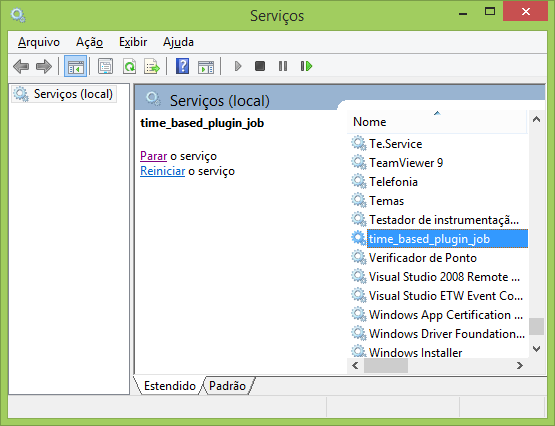 Serviços
Arquivo Ação Exibir Ajuda
Serviços (local)
Serviços (local)
time_based_plugin_job
Parar o serviço
Reiniciar o serviço
Nome
Te.Service
TeamViewer 9
Telefonia
Temas
Testador de instrumentaçã...
time_based_plugin_job
Verificador de Ponto
Visual Studio 2008 Remote ...
Visual Studio ETW Event Co...
Windows App Certification ...
Windows Driver Foundation...
Windows Installer
Estendido Padrão